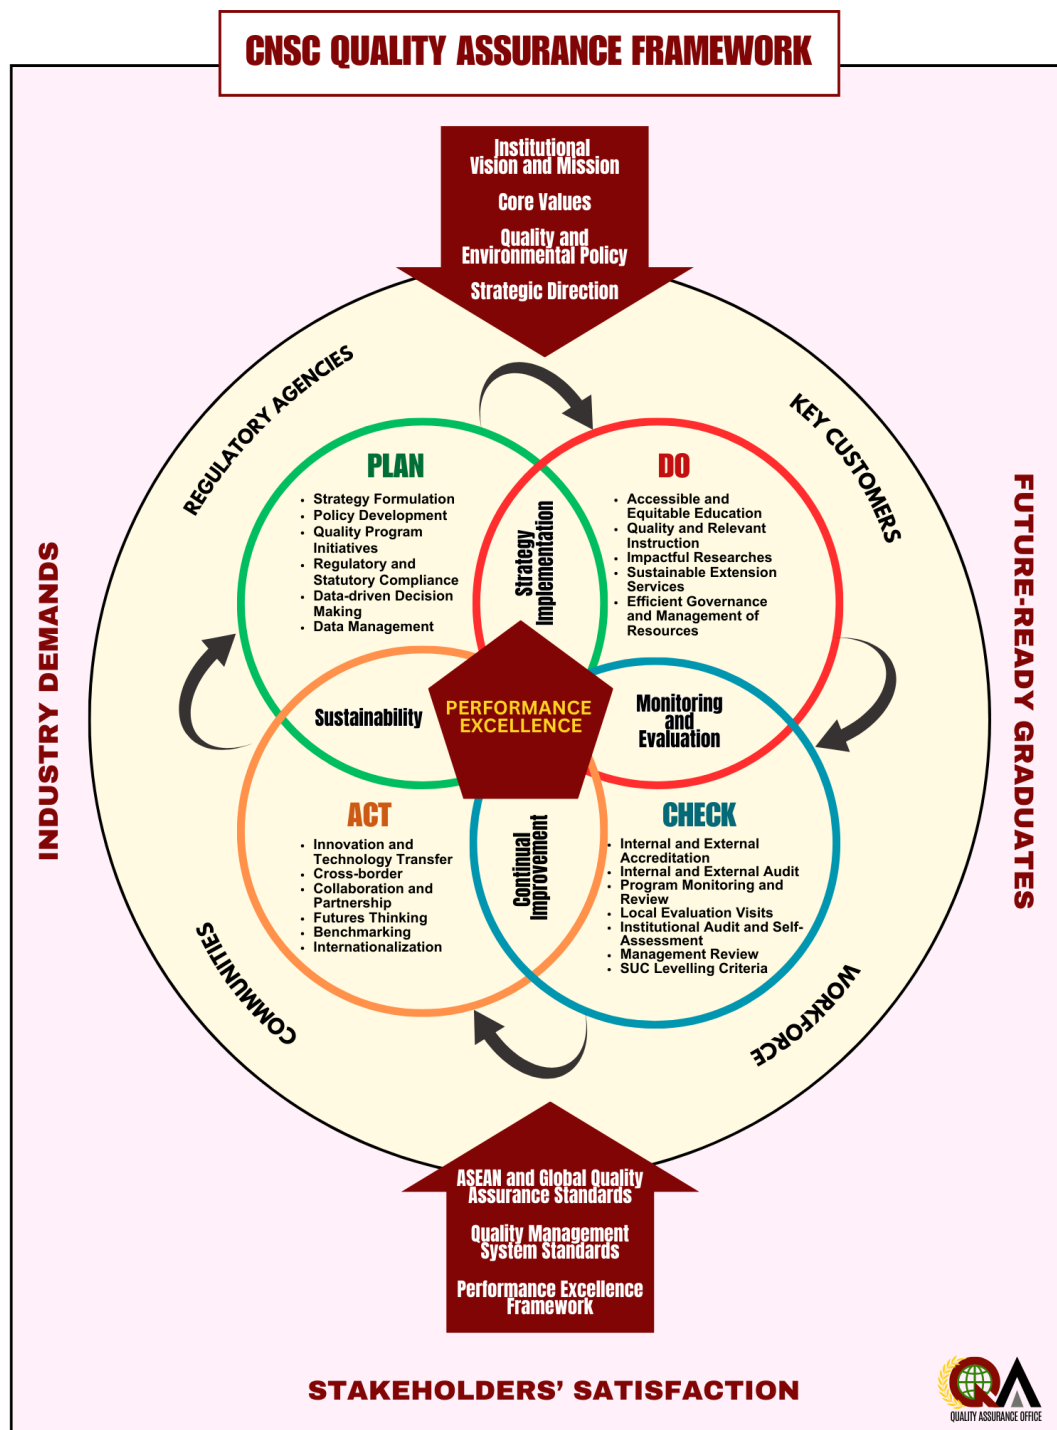 CNSC QUALITY ASSURANCE FRAMEWORK
Institutional
Vision and Mission
Core Values
Quality and
Environmental Policy
Strategic Direction
REGULATORY AGENCIES
KEY CUSTOMERS
INDUSTRY DEMANDS
FUTURE-READY GRADUATES
PLAN
• Strategy Formulation
• Policy Development
• Quality Program
Initiatives
• Regulatory and
Statutory Compliance
• Data-driven Decision
Making
• Data Management
Strategy
Implementation
DO
• Accessible and
Equitable Education
• Quality and Relevant
Instruction
• Impactful Researches
• Sustainable Extension
Services
• Efficient Governance
and Management of
Resources
Sustainability
PERFORMANCE
EXCELLENCE
Monitoring
and
Evaluation
ACT
• Innovation and
Technology Transfer
• Cross-border
• Collaboration and
Partnership
• Futures Thinking
• Benchmarking
• Internationalization
Continual
Improvement
CHECK
• Internal and External
Accreditation
• Internal and External Audit
• Program Monitoring and
Review
• Local Evaluation Visits
• Institutional Audit and Self-
Assessment
• Management Review
• SUC Levelling Criteria
COMMUNITIES
WORKFORCE
ASEAN and Global Quality
Assurance Standards
Quality Management
System Standards
Performance Excellence
Framework
STAKEHOLDERS’ SATISFACTION
QA
QUALITY ASSURANCE OFFICE